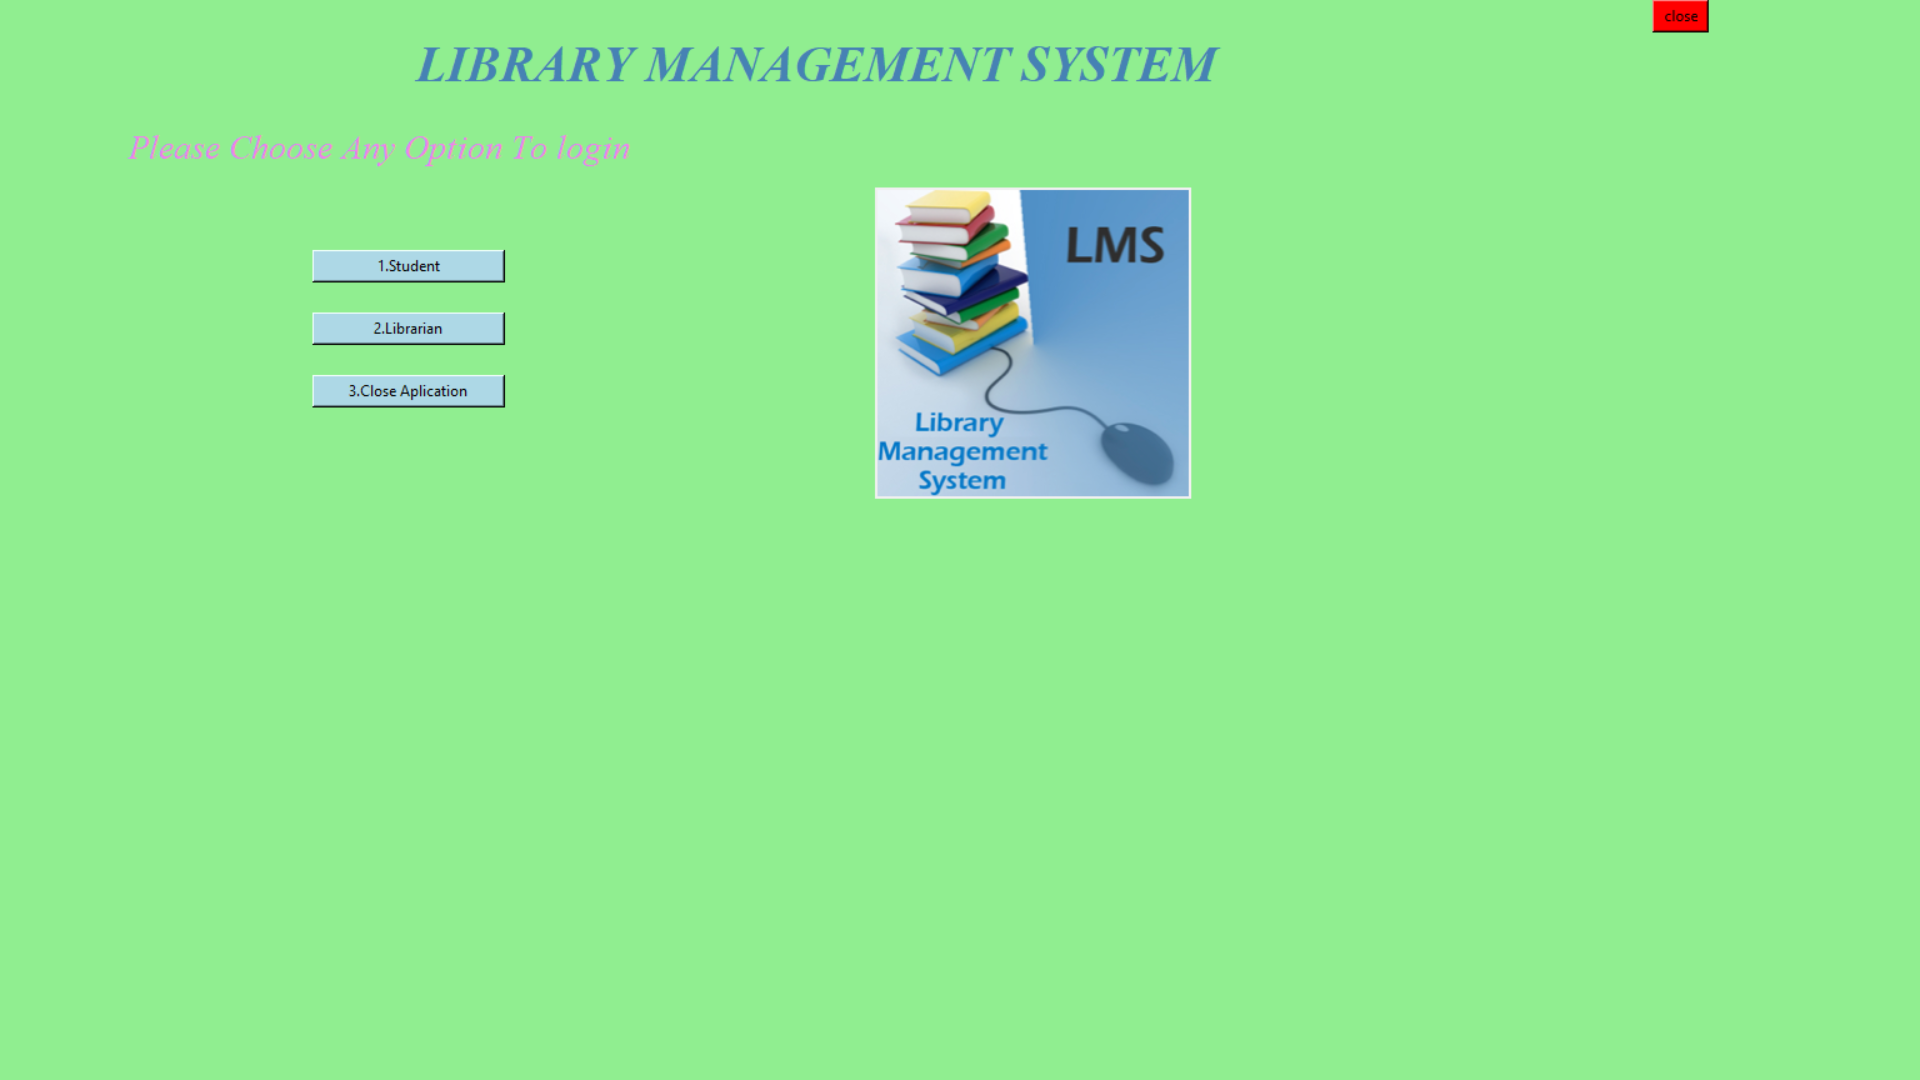 close
LIBRARY MANAGEMENT SYSTEM
Please Choose Any Option To login
1.Student
2.Librarian
3.Close Aplication
LMS
Library
Management
System